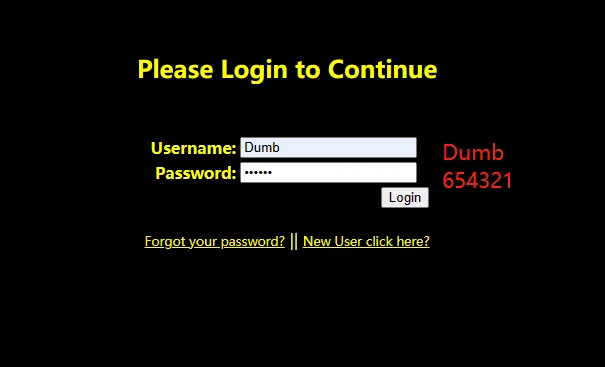 Please Login to Continue
Username: Dumb
Dumb
Password: ••••••
654321
Login
Forgot your password? || New User click here?